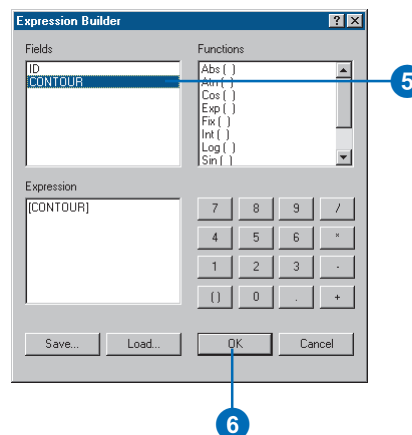 Expression Builder ? ×
Fields
Functions
ID
CONTOUR
Abs ( )
Atn ( )
Cos ( )
Exp ( )
Fix ( )
Int ( )
Log ( )
Sin ( )
5
Expression
[CONTOUR]
7 8 9 /
4 5 6 *
1 2 3 -
( ) 0 . +
Save... Load... OK Cancel
6